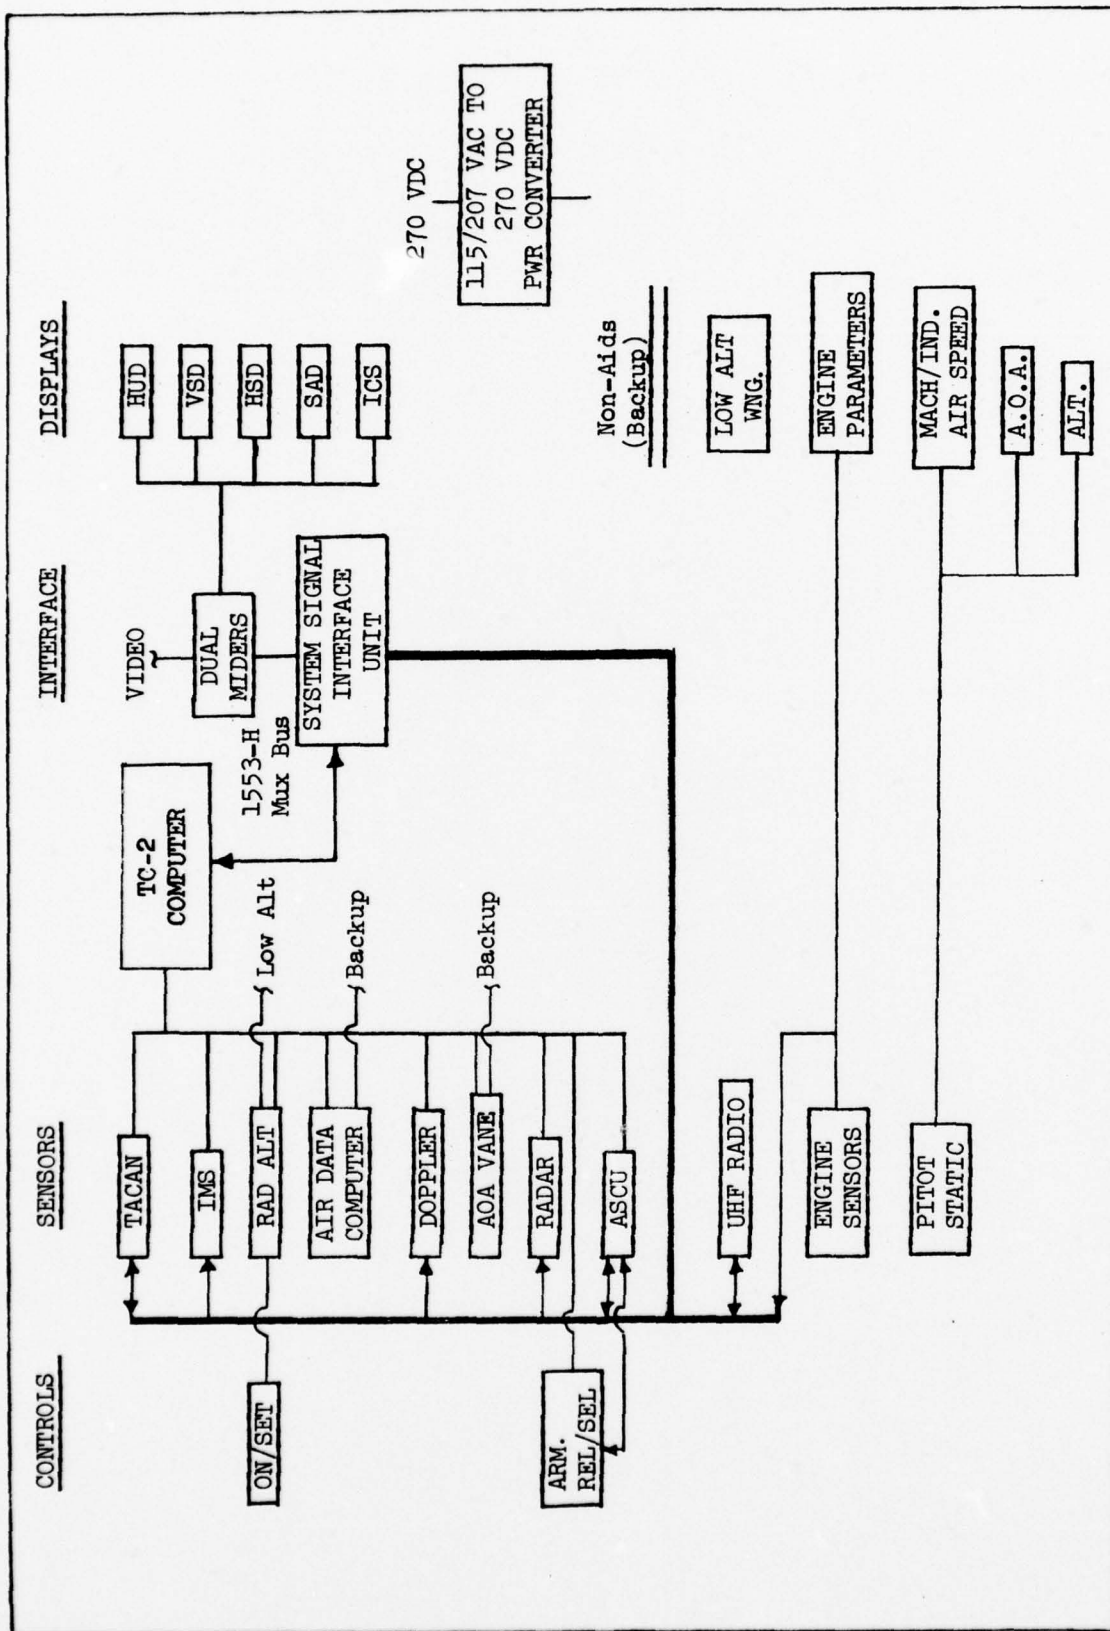 CONTROLS
SENSORS
INTERFACE
DISPLAYS
ON/SET
ARM.
REL/SEL
TACAN
IMS
RAD ALT
AIR DATA
COMPUTER
DOPPLER
AOA VANE
RADAR
ASCU
UHF RADIO
ENGINE
SENSORS
PITOT
STATIC
Low Alt
Backup
Backup
TC-2
COMPUTER
1553-H
Mux Bus
VIDEO
DUAL
MIDERS
SYSTEM SIGNAL
INTERFACE
UNIT
HUD
VSD
HSD
SAD
ICS
270 VDC
115/207 VAC TO
270 VDC
PWR CONVERTER
Non-Aids
(Backup)
LOW ALT
WNG.
ENGINE
PARAMETERS
MACH/IND.
AIR SPEED
A.O.A.
ALT.